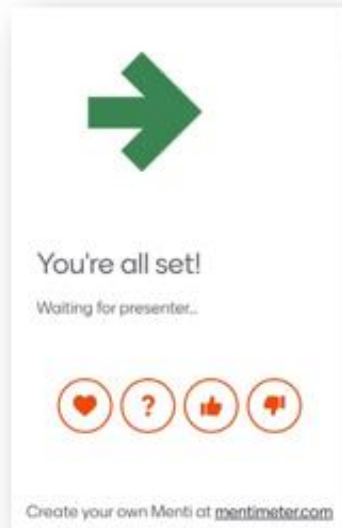 You're all set!
Waiting for presenter...
?
Create your own Menti at mentimeter.com